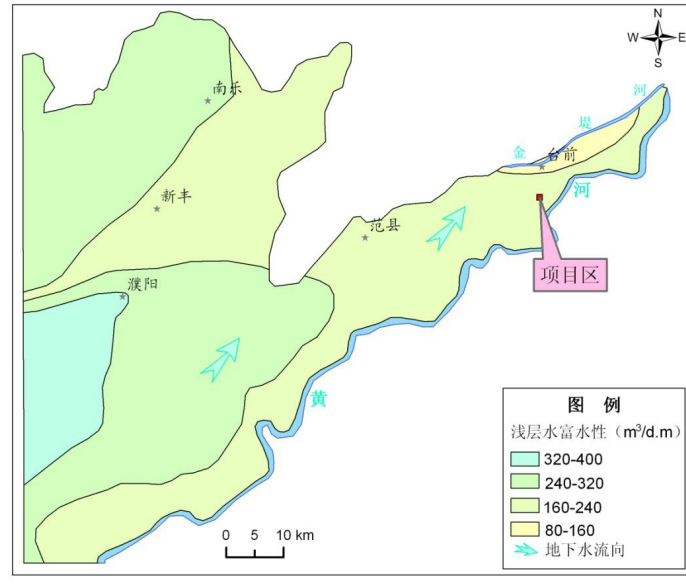 N
W E
S
南乐
河
堤
金
台前
新丰
河
范县
项目区
濮阳
黄
图 例
浅层水富水性（m³/d.m）
320-400
240-320
160-240
80-160
地下水流向
0 5 10 km